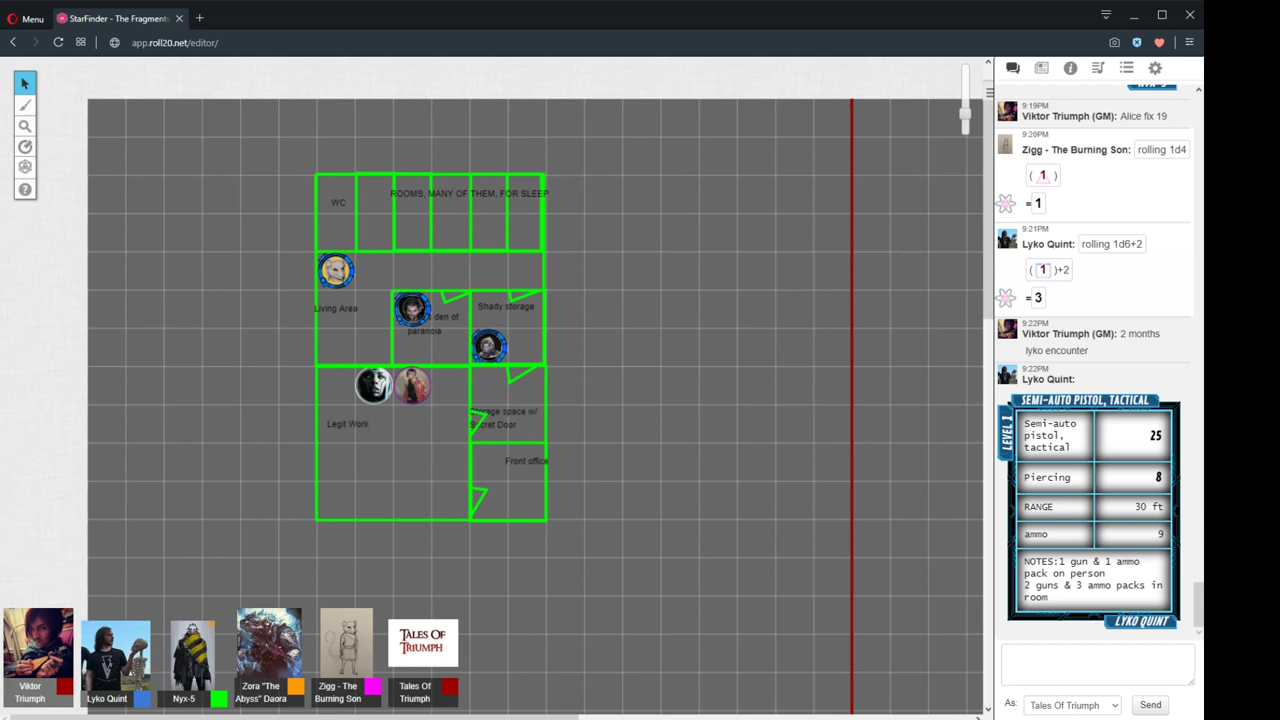 Menu
StarFinder - The Fragments
app.roll20.net/editor/
WC
ROOMS, MANY OF THEM, FOR SLEEP
Living Area
den of
paranoia
Shady storage
Legit Work
space w/
Door
Front office
Viktor
Triumph
Lyko Quint
Nyx-5
Zora "The
Abyss" Daora
Zigg - The
Burning Son
TALES OF
TRIUMPH
Tales Of
Triumph
9:19PM
Viktor Triumph (GM): Alice fix 19
9:20PM
Zigg - The Burning Son: rolling 1d4
( 1 )
= 1
9:21PM
Lyko Quint: rolling 1d6+2
( 1 )+2
= 3
9:22PM
Viktor Triumph (GM): 2 months
lyko encounter
9:22PM
Lyko Quint:
SEMI-AUTO PISTOL, TACTICAL
LEVEL 1
Semi-auto
pistol,
tactical
25
Piercing 8
RANGE 30 ft
ammo 9
NOTES:1 gun & 1 ammo
pack on person
2 guns & 3 ammo packs in
room
LYKO QUINT
As: Tales Of Triumph Send